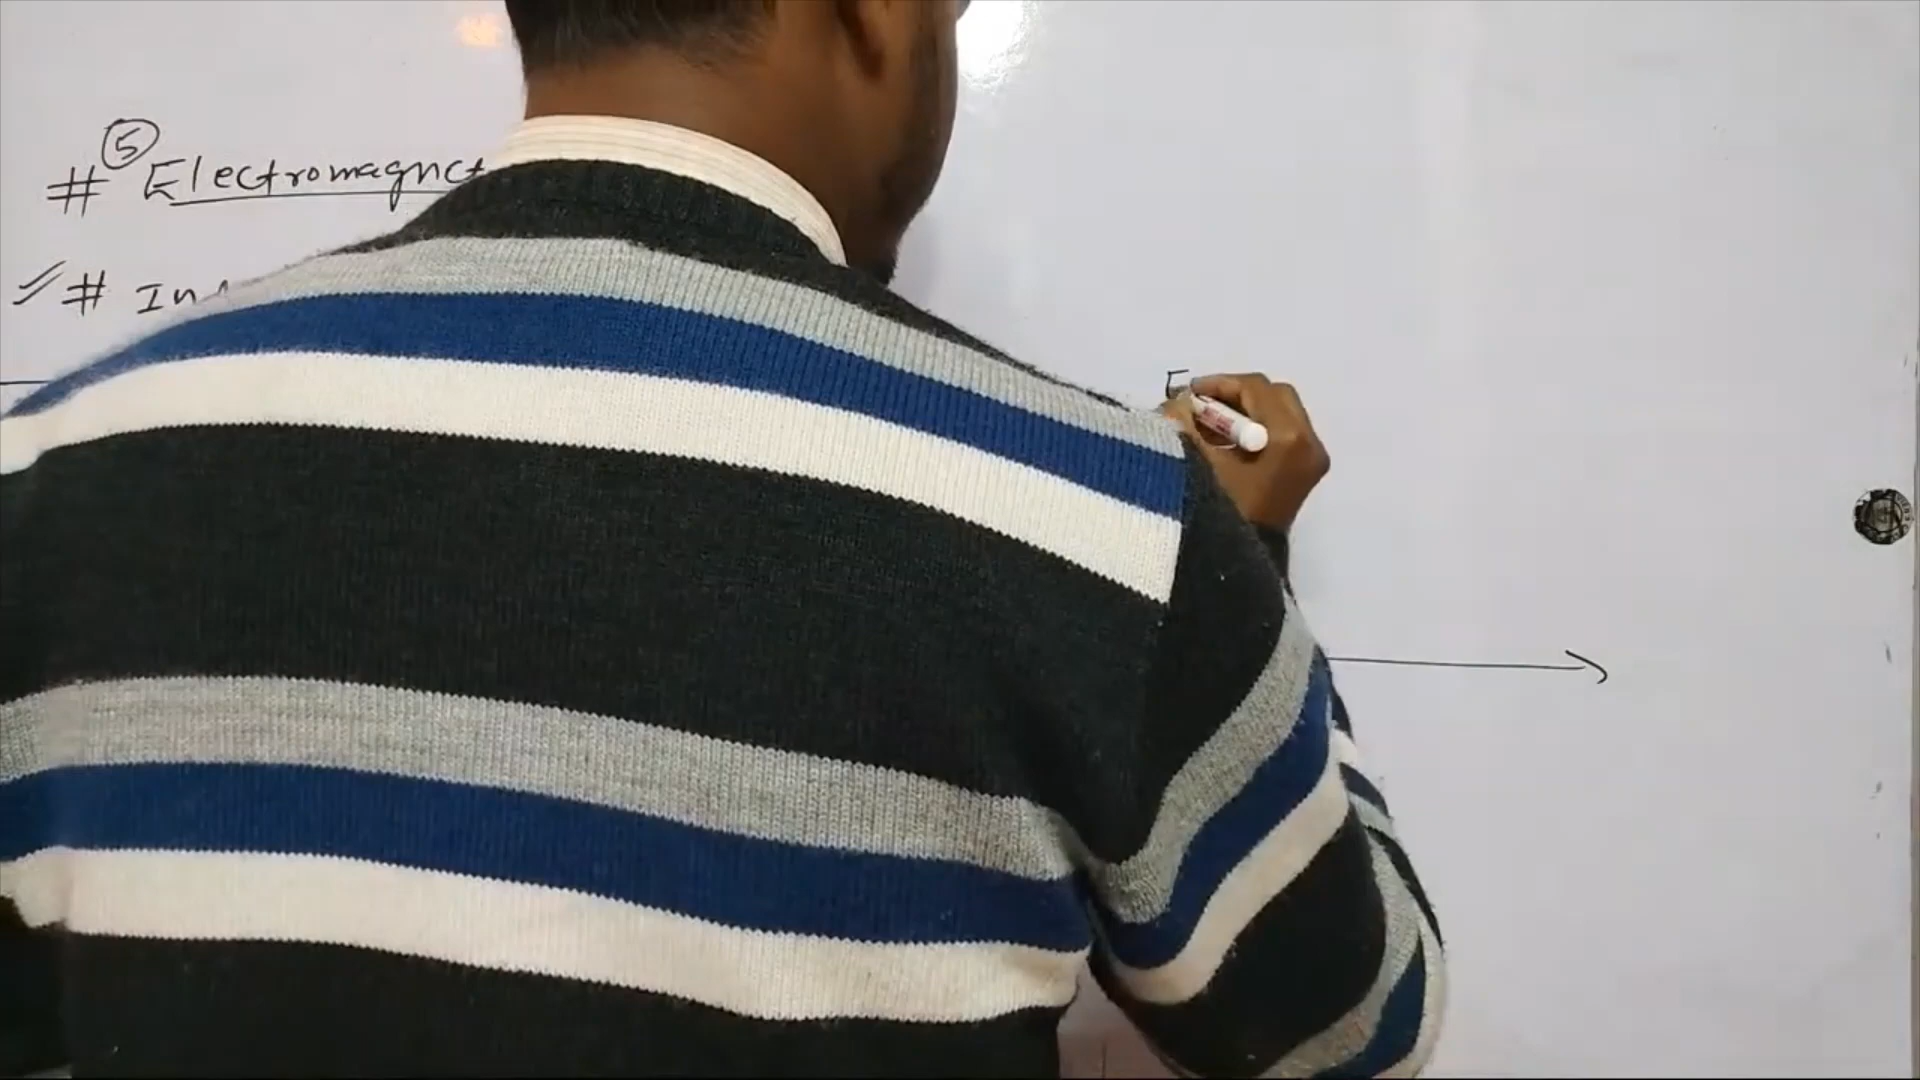 # ⑤ Electromagnet
# In
E